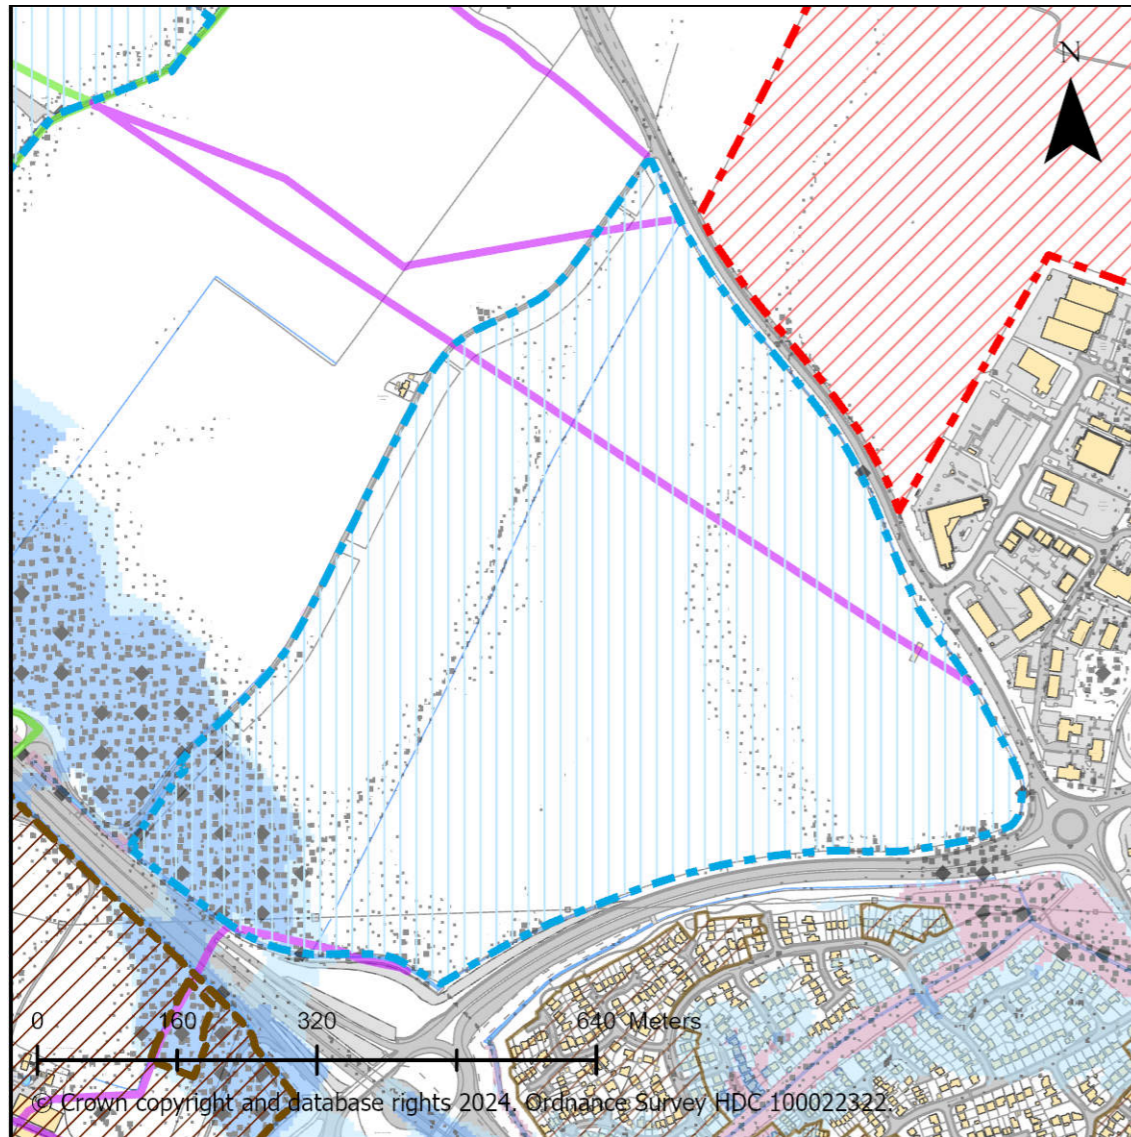 N
0 160 320 640 Meters
© Crown copyright and database rights 2024. Ordnance Survey HDC 100022322.